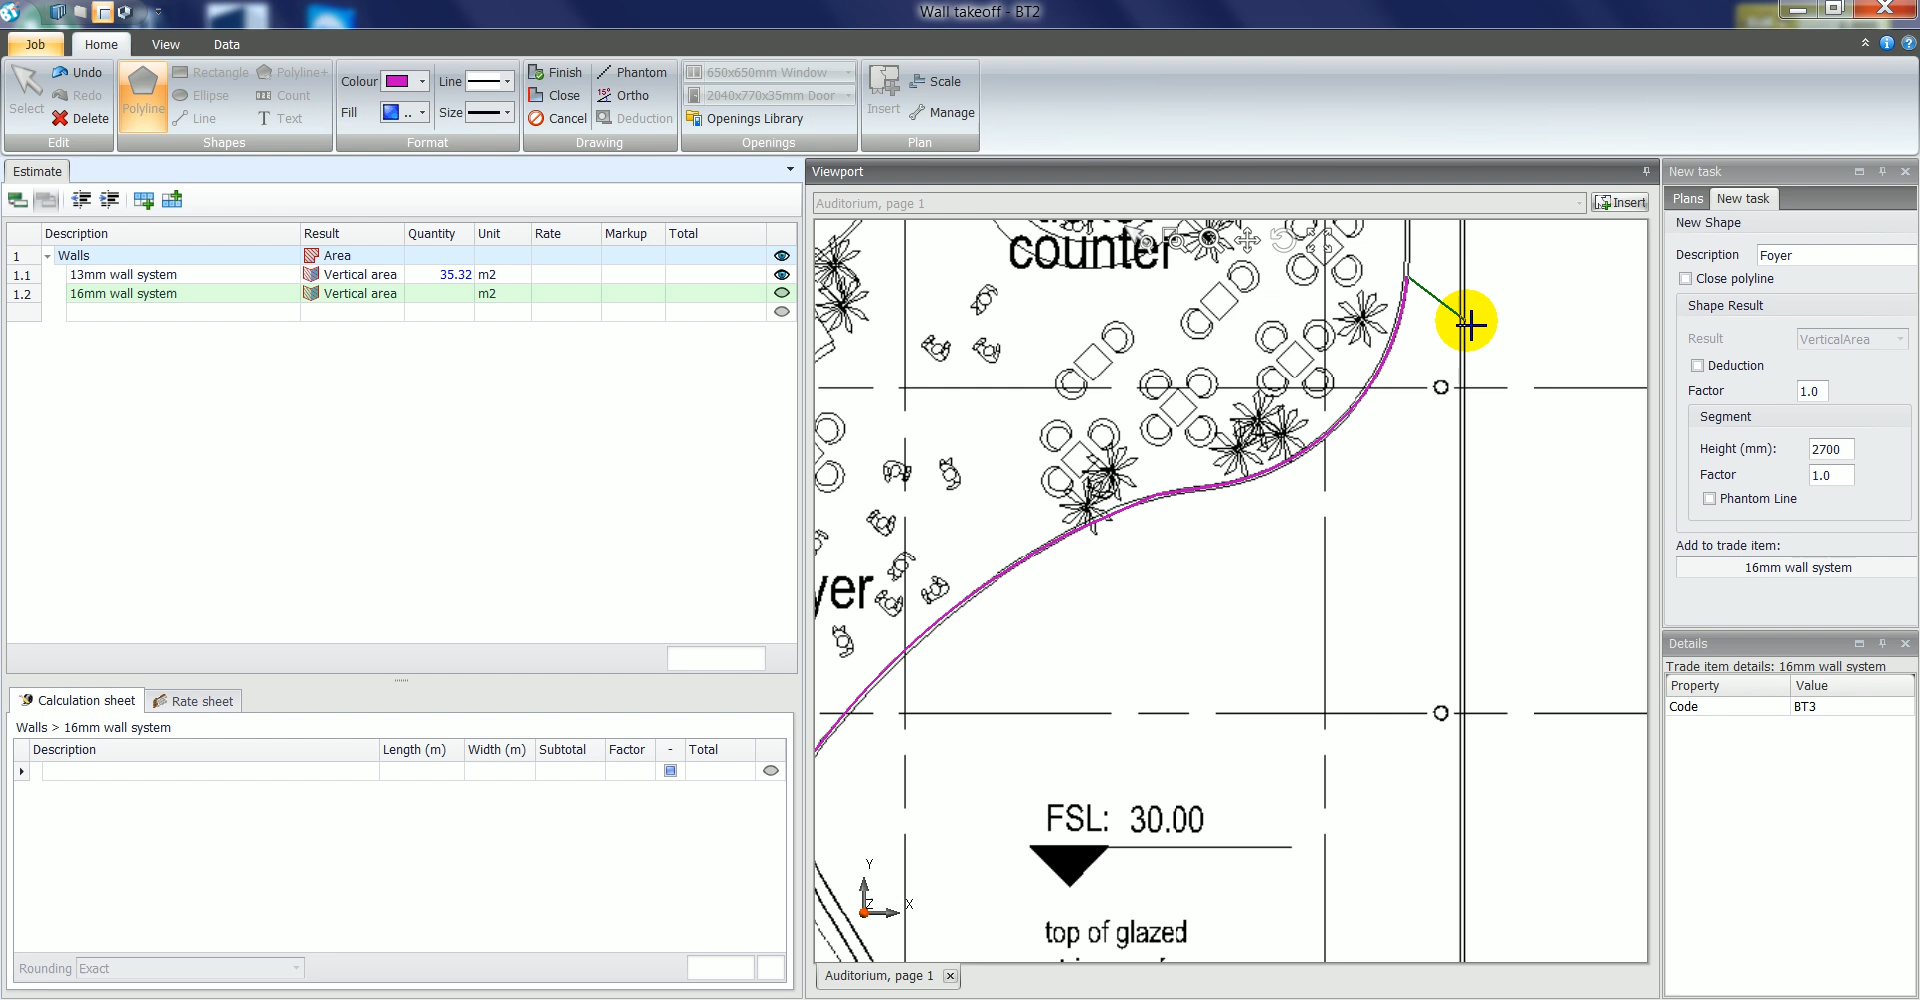 Wall takeoff - BT2
Job Home View Data
Select
Undo
Redo
Delete
Edit
Polyline
Rectangle Polyline+
Ellipse Count
Line Text
Shapes
Colour Line
Fill .. Size
Format
Finish Phantom
Close 15° Ortho
Cancel Deduction
Drawing
650x650mm Window
2040x770x35mm Door
Openings Library
Openings
Insert
Scale
Manage
Plan
Estimate
Description Result Quantity Unit Rate Markup Total
1 Walls Area
1.1 13mm wall system Vertical area 35.32 m2
1.2 16mm wall system Vertical area m2
Calculation sheet Rate sheet
Walls > 16mm wall system
Description Length (m) Width (m) Subtotal Factor - Total
Rounding Exact
Viewport
Auditorium, page 1 Insert
counter
yer
FSL: 30.00
top of glazed
Y
Z X
Auditorium, page 1
New task
Plans New task
New Shape
Description Foyer
Close polyline
Shape Result
Result VerticalArea
Deduction
Factor 1.0
Segment
Height (mm): 2700
Factor 1.0
Phantom Line
Add to trade item:
16mm wall system
Details
Trade item details: 16mm wall system
Property Value
Code BT3